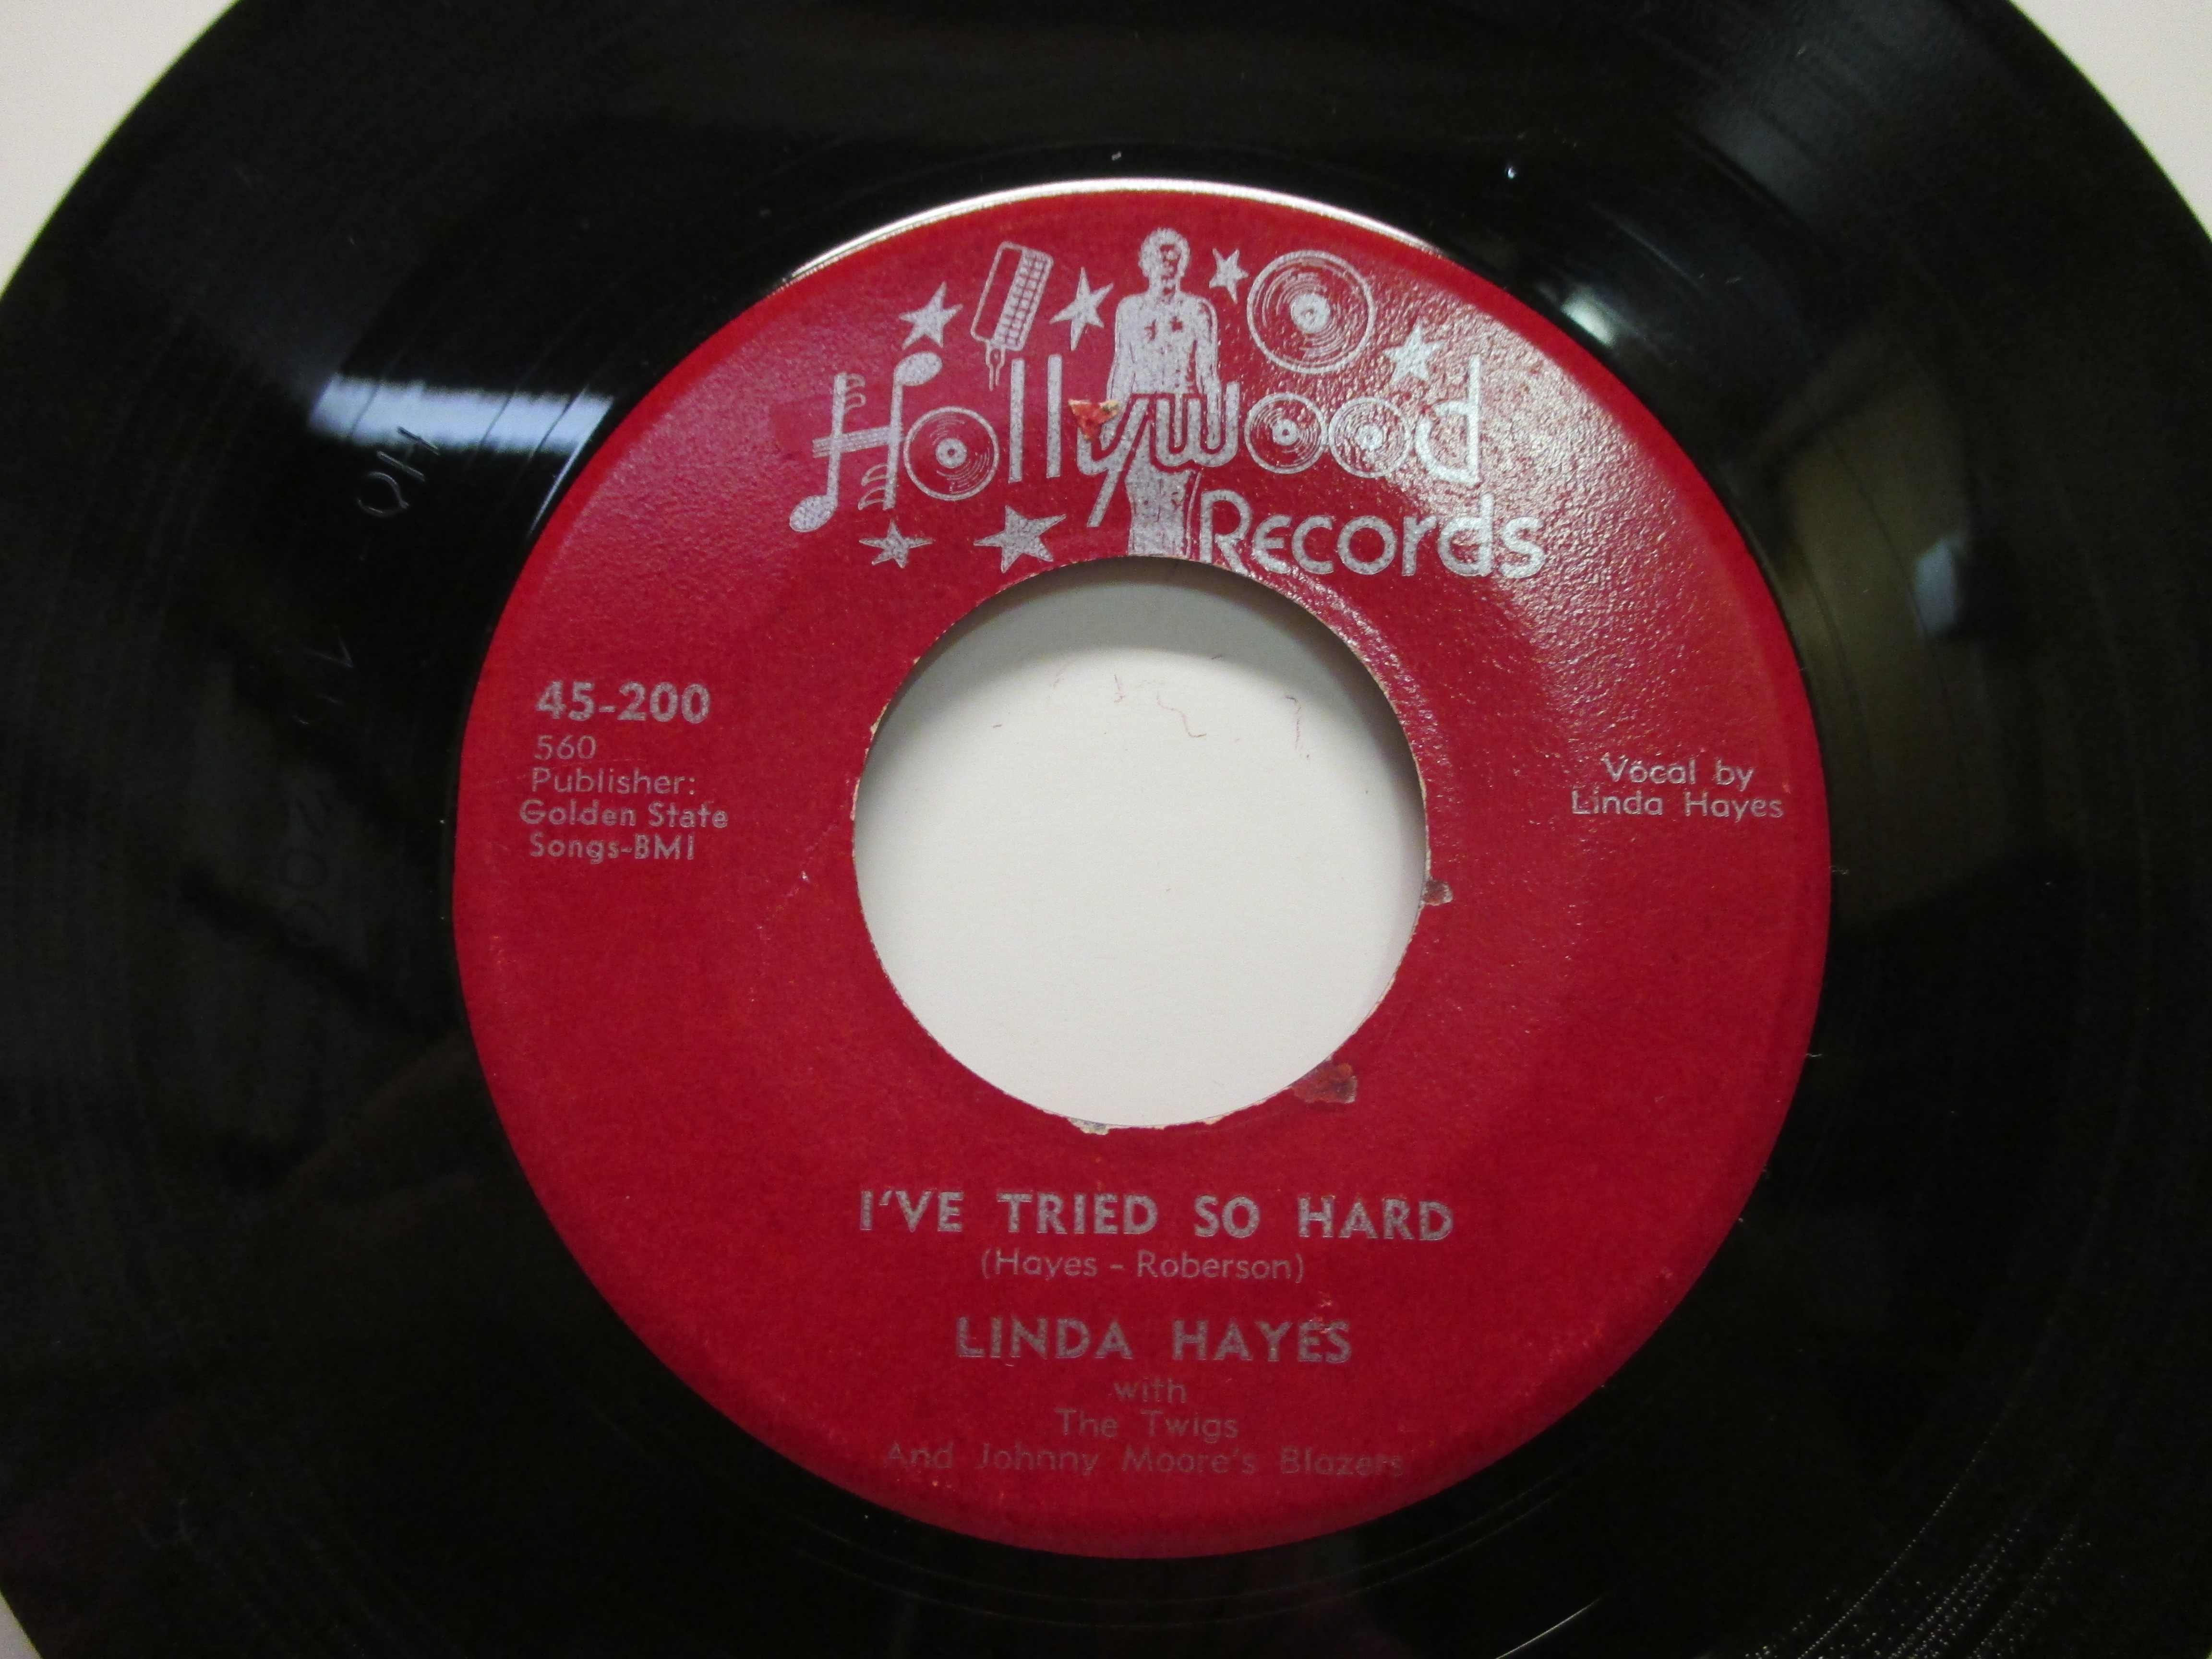 Hollywood
Records
45-200
560
Publisher:
Golden State
Songs-BMI
Vocal by
Linda Hayes
I'VE TRIED SO HARD
(Hayes - Roberson)
LINDA HAYES
with
The Twigs
And Johnny Moore's Blazers